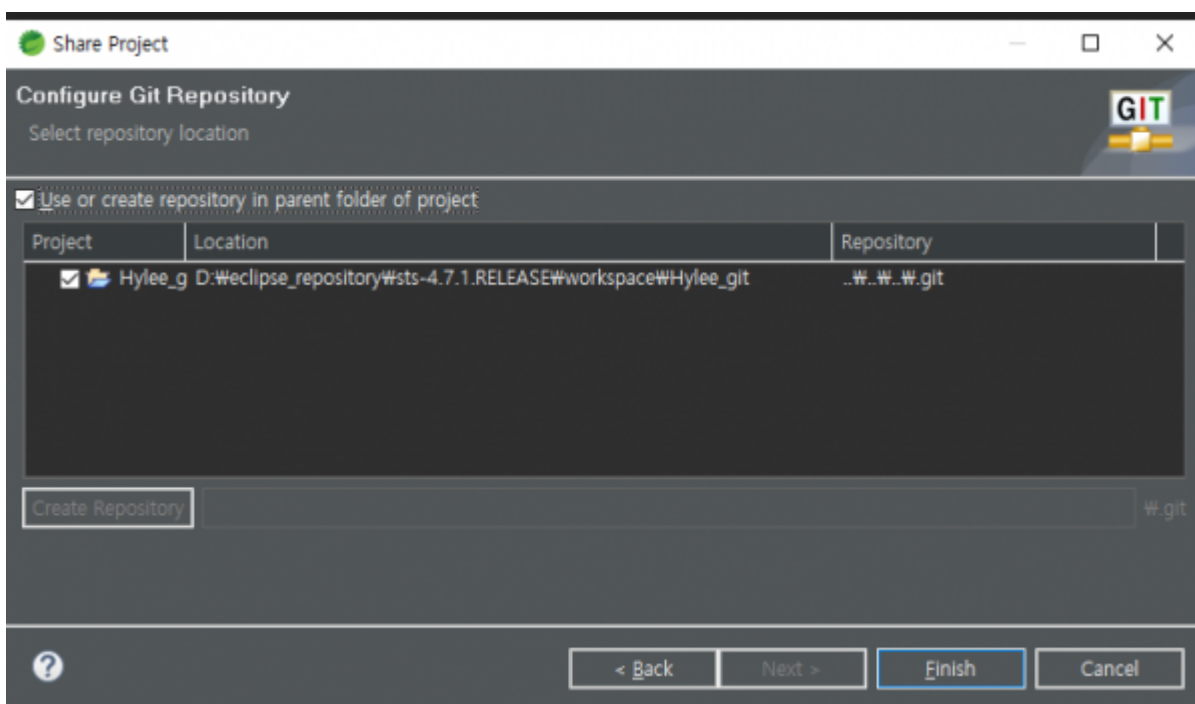 Share Project
Configure Git Repository
GIT
Select repository location
Use or create repository in parent folder of project
Project Location Repository
Hylee_g D:₩eclipse_repository₩sts-4.7.1.RELEASE₩workspace₩Hylee_git ..₩..₩..₩.git
Create Repository ₩.git
< Back Next > Finish Cancel